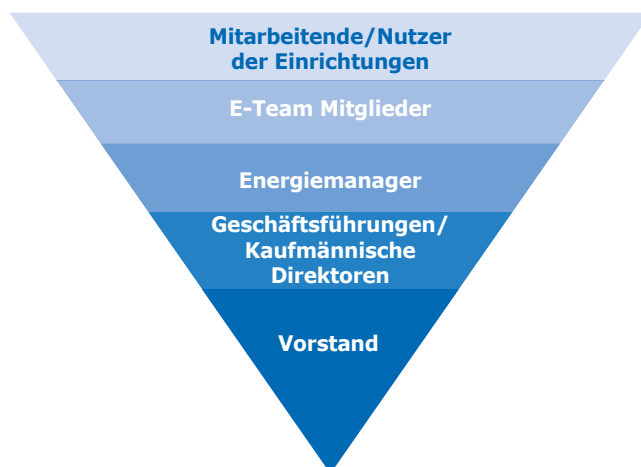 Mitarbeitende/Nutzer
der Einrichtungen
E-Team Mitglieder
Energiemanager
Geschäftsführungen/
Kaufmännische
Direktoren
Vorstand